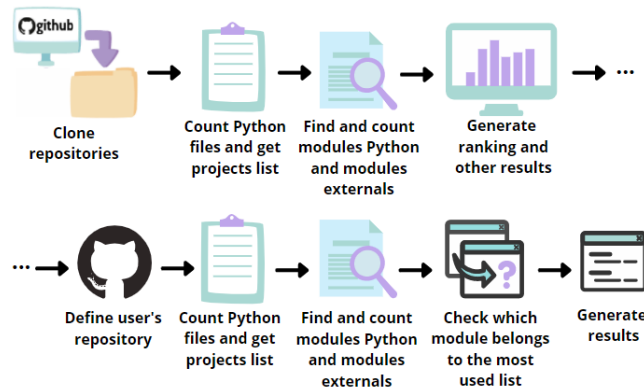 github
Clone
repositories
Count Python
files and get
projects list
Find and count
modules Python
and modules
externals
Generate
ranking and
other results
...
...
Define user's
repository
Count Python
files and get
projects list
Find and count
modules Python
and modules
externals
?
Check which
module belongs
to the most
used list
Generate
results